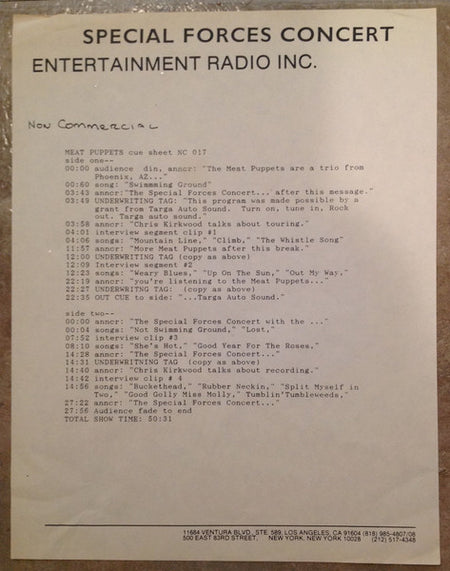 SPECIAL FORCES CONCERT
ENTERTAINMENT RADIO INC.
Non Commercial
MEAT PUPPETS cue sheet NC 017
side one--
00:00 audience din, anncr: "The Meat Puppets are a trio from
Phoenix, AZ..."
00:60 song: "Swimmming Ground"
03:43 anncr:"The Special Forces Concert... after this message."
03:49 UNDERWRITING TAG: "This program was made possible by a
grant from Targa Auto Sound. Turn on, tune in, Rock
out. Targa auto sound."
03:58 anncr: "Chris Kirkwood talks about touring."
04:01 interview segment clip #1
04:06 songs: "Mountain Line," "Climb," "The Whistle Song"
11:57 anncr: "More Meat Puppets after this break."
12:00 UNDERWRITING TAG (copy as above)
12:09 Interview segment #2
12:23 songs: "Weary Blues," "Up On The Sun," "Out My Way,"
22:19 anncr: "you're listening to the Meat Puppets..."
22:27 UNDERWRITNG TAG: (copy as above)
22:35 OUT CUE to side: "...Targa Auto Sound."
side two--
00:00 anncr: "The Special Forces Concert with the ..."
00:04 songs: "Not Swimming Ground," "Lost,"
07:52 interview clip #3
08:10 songs: "She's Hot," "Good Year For The Roses,"
14:28 anncr: "The Special Forces Concert..."
14:31 UNDERWRITNING TAG (copy as above)
14:40 anncr: "Chris Kirkwood talks about recording."
14:42 interview clip # 4
14:56 songs: "Buckethead," "Rubber Neckin, "Split Myself in
Two," "Good Golly Miss Molly," Tumblin'Tumbleweeds,"
27:22 anncr: "The Special Forces Concert..."
27:56 Audience fade to end
TOTAL SHOW TIME: 50:31
11684 VENTURA BLVD., STE. 589, LOS ANGELES, CA 91604 (818) 985-4807/08
500 EAST 83RD STREET, NEW YORK, NEW YORK 10028 (212) 517-4348